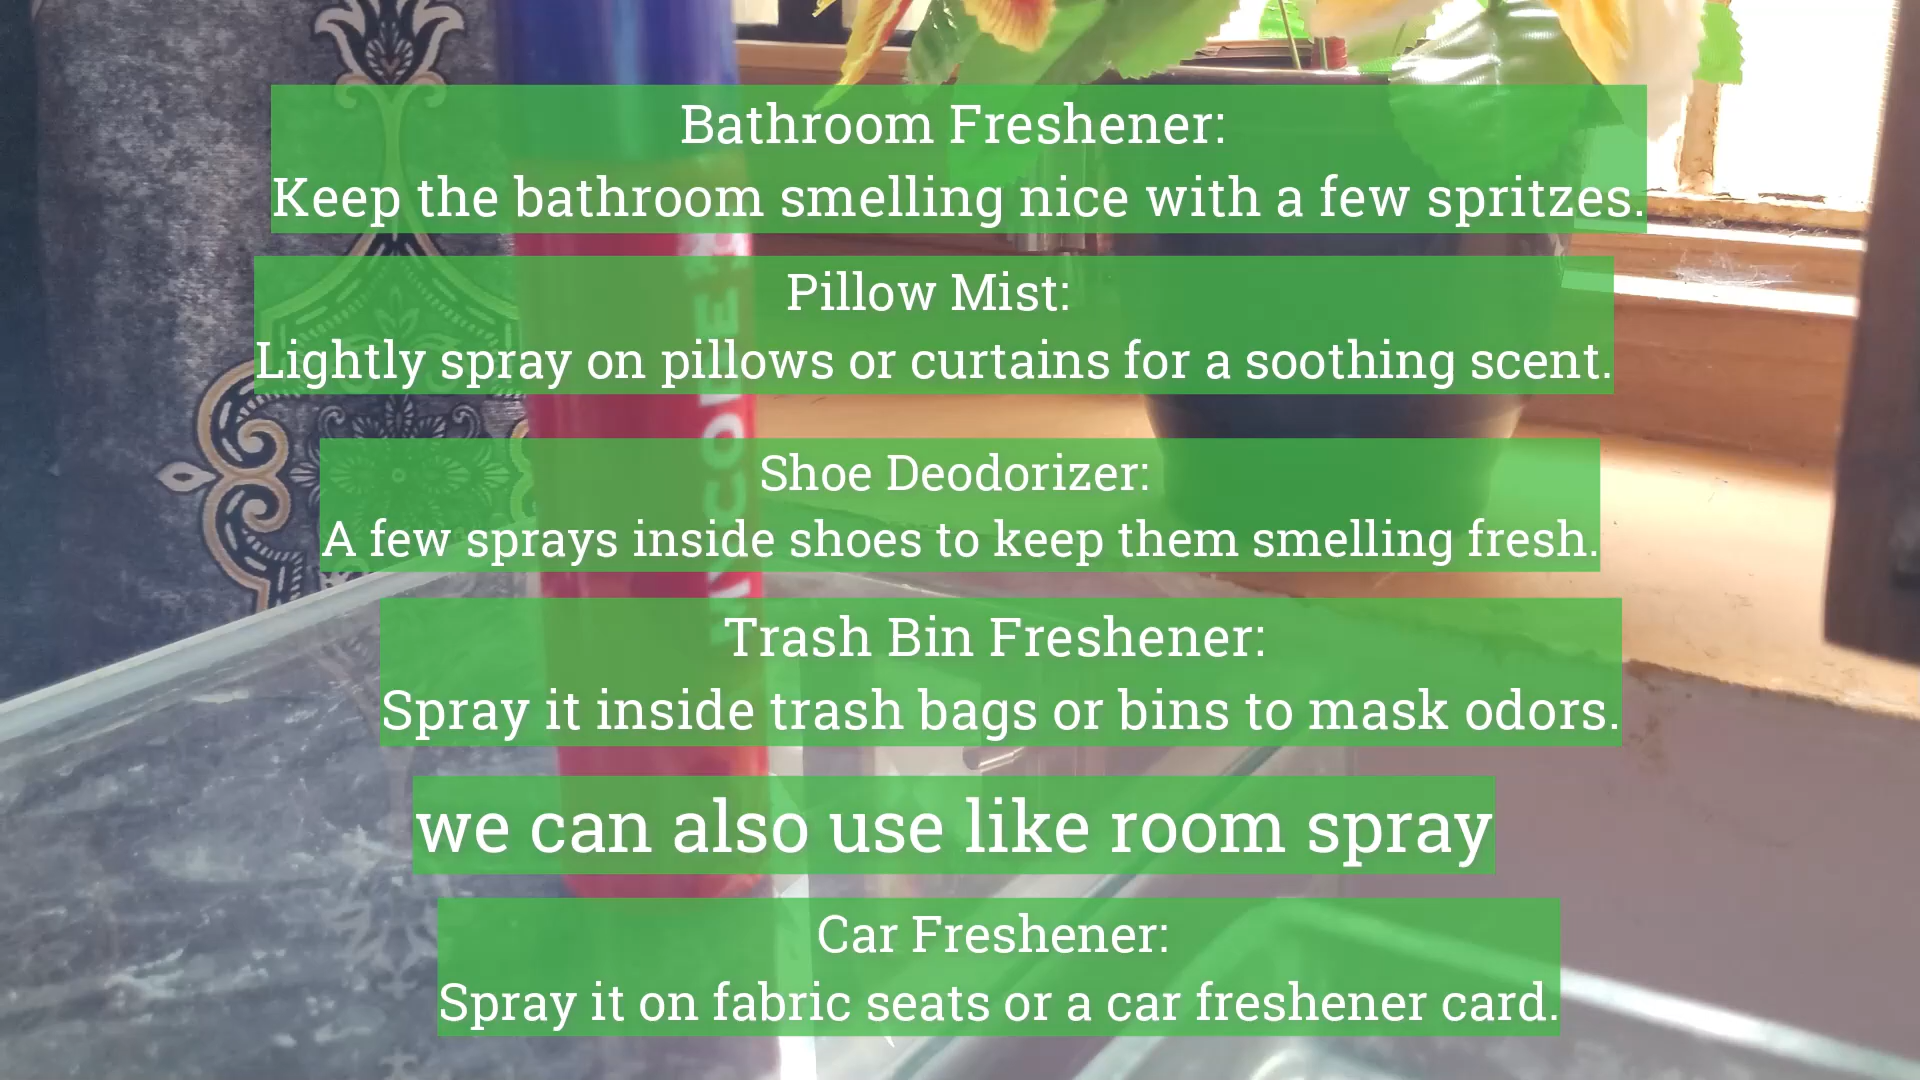 Bathroom Freshener:
Keep the bathroom smelling nice with a few spritzes.
Pillow Mist:
Lightly spray on pillows or curtains for a soothing scent.
Shoe Deodorizer:
A few sprays inside shoes to keep them smelling fresh.
Trash Bin Freshener:
Spray it inside trash bags or bins to mask odors.
we can also use like room spray
Car Freshener:
Spray it on fabric seats or a car freshener card.